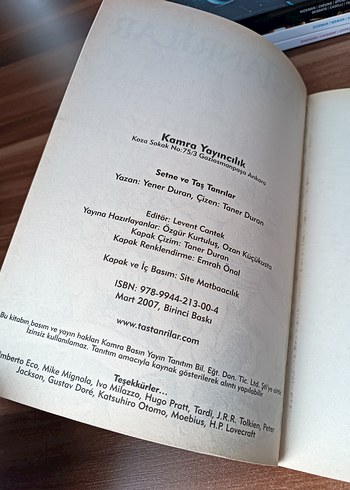 Kamra Yayıncılık
Koza Sokak No:75/3 Gaziosmanpaşa Ankara
Setne ve Taş Tanrılar
Yazan: Yener Duran, Çizen: Taner Duran
Editör: Levent Cantek
Yayına Hazırlayanlar: Özgür Kurtuluş, Ozan Küçükusta
Kapak Çizim: Taner Duran
Kapak Renklendirme: Emrah Önal
Kapak ve İç Basım: Site Matbaacılık
ISBN: 978-9944-213-00-4
Mart 2007, Birinci Baskı
www.tastanrilar.com
Bu kitabın basım ve yayın hakları Kamra Basın Yayın Tanıtım Bil. Eğt. Dan. Tic. Ltd. Şti'ye aittir.
İzinsiz kullanılamaz. Tanıtım amacıyla kaynak gösterilerek alıntı yapılabilir
Teşekkürler...
Umberto Eco, Mike Mignola, Ivo Milazzo, Hugo Pratt, Tardi, J.R.R. Tolkien, Peter
Jackson, Gustav Doré, Katsuhiro Otomo, Moebius, H.P. Lovecraft